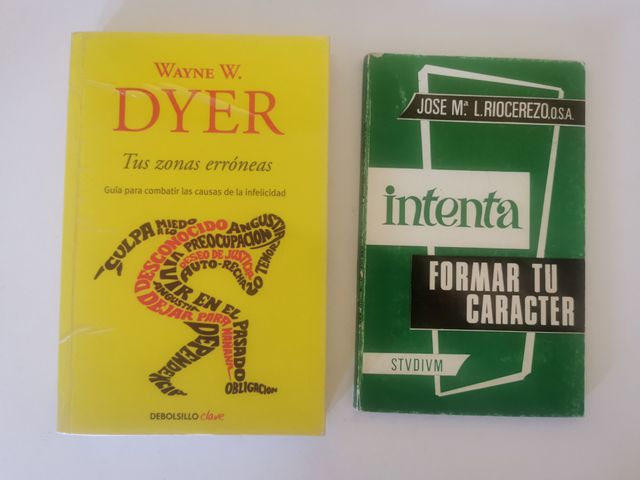 WAYNE W.
DYER
Tus zonas erróneas
Guía para combatir las causas de la infelicidad
CULPA
MIEDO
A LO
DESCONOCIDO
ANGUSTIA
TEMOR
PREOCUPACIÓN
DESEO DE JUSTICIA
AUTO-RECHAZO
VIVIR EN EL
PASADO
ANGUSTIA
DEJAR PARA
MAÑANA
DEPENDENCIA
OBLIGACIÓN
DEBOLSILLO clave
JOSE Mª L. RIOCEREZO, O.S.A.
intenta
FORMAR TU
CARACTER
STVDIVM